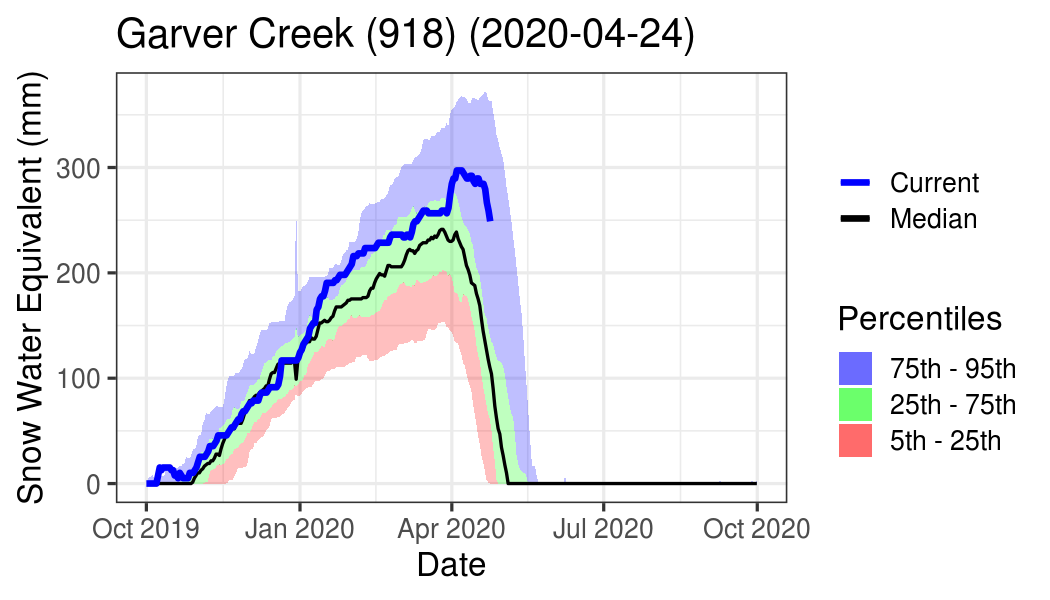 Garver Creek (918) (2020-04-24)
Snow Water Equivalent (mm)
300
200
100
0
Oct 2019
Jan 2020
Apr 2020
Jul 2020
Oct 2020
Date
Current
Median
Percentiles
75th - 95th
25th - 75th
5th - 25th